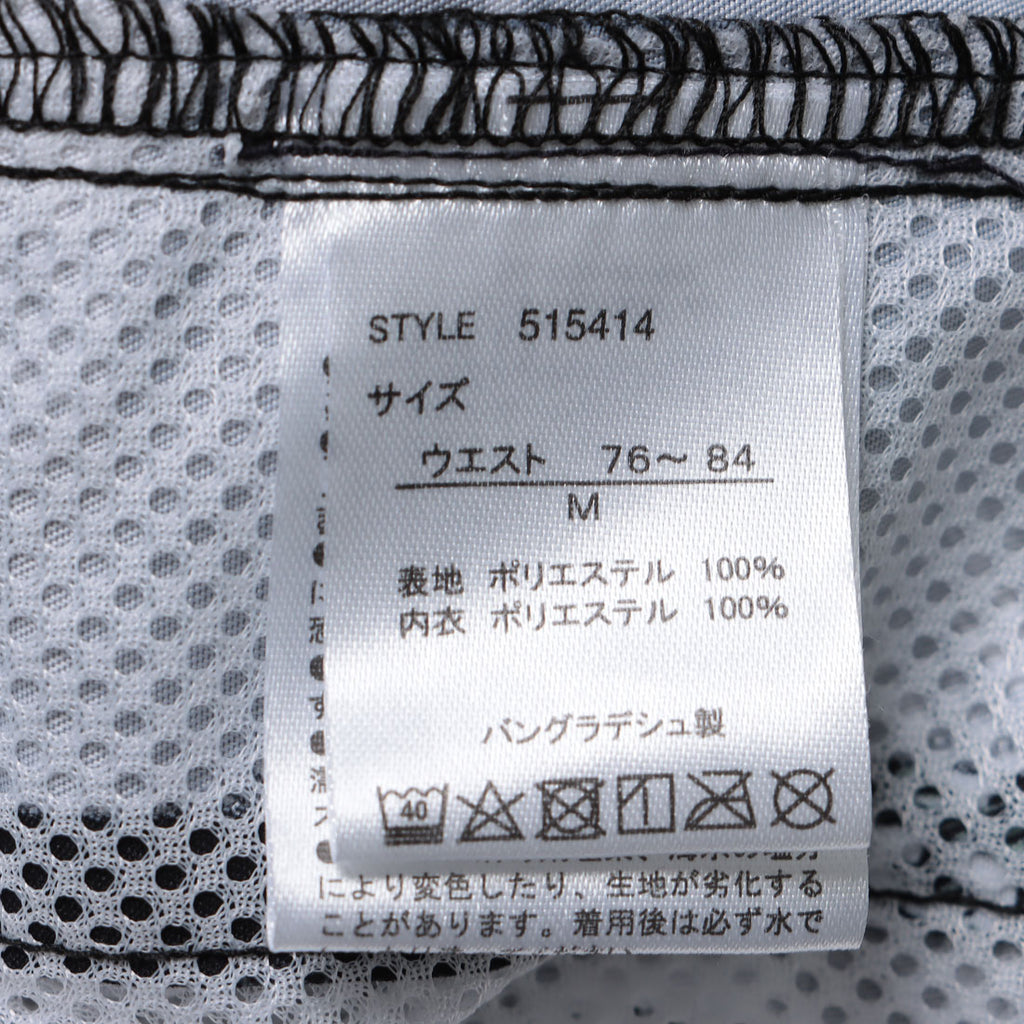 STYLE 515414
サイズ
ウエスト 76～84
M
表地 ポリエステル 100%
内衣 ポリエステル 100%
バングラデシュ製
40
により変色したり、生地が劣化する
ことがあります。着用後は必ず水で